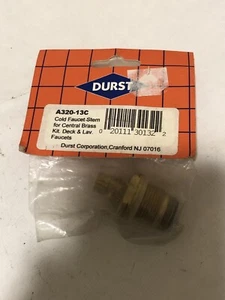 DURST
A320-13C
Cold Faucet Stem
for Central Brass
Kit. Deck & Lav.
Faucets
0 20111 30132 2
Durst Corporation, Cranford NJ 07016